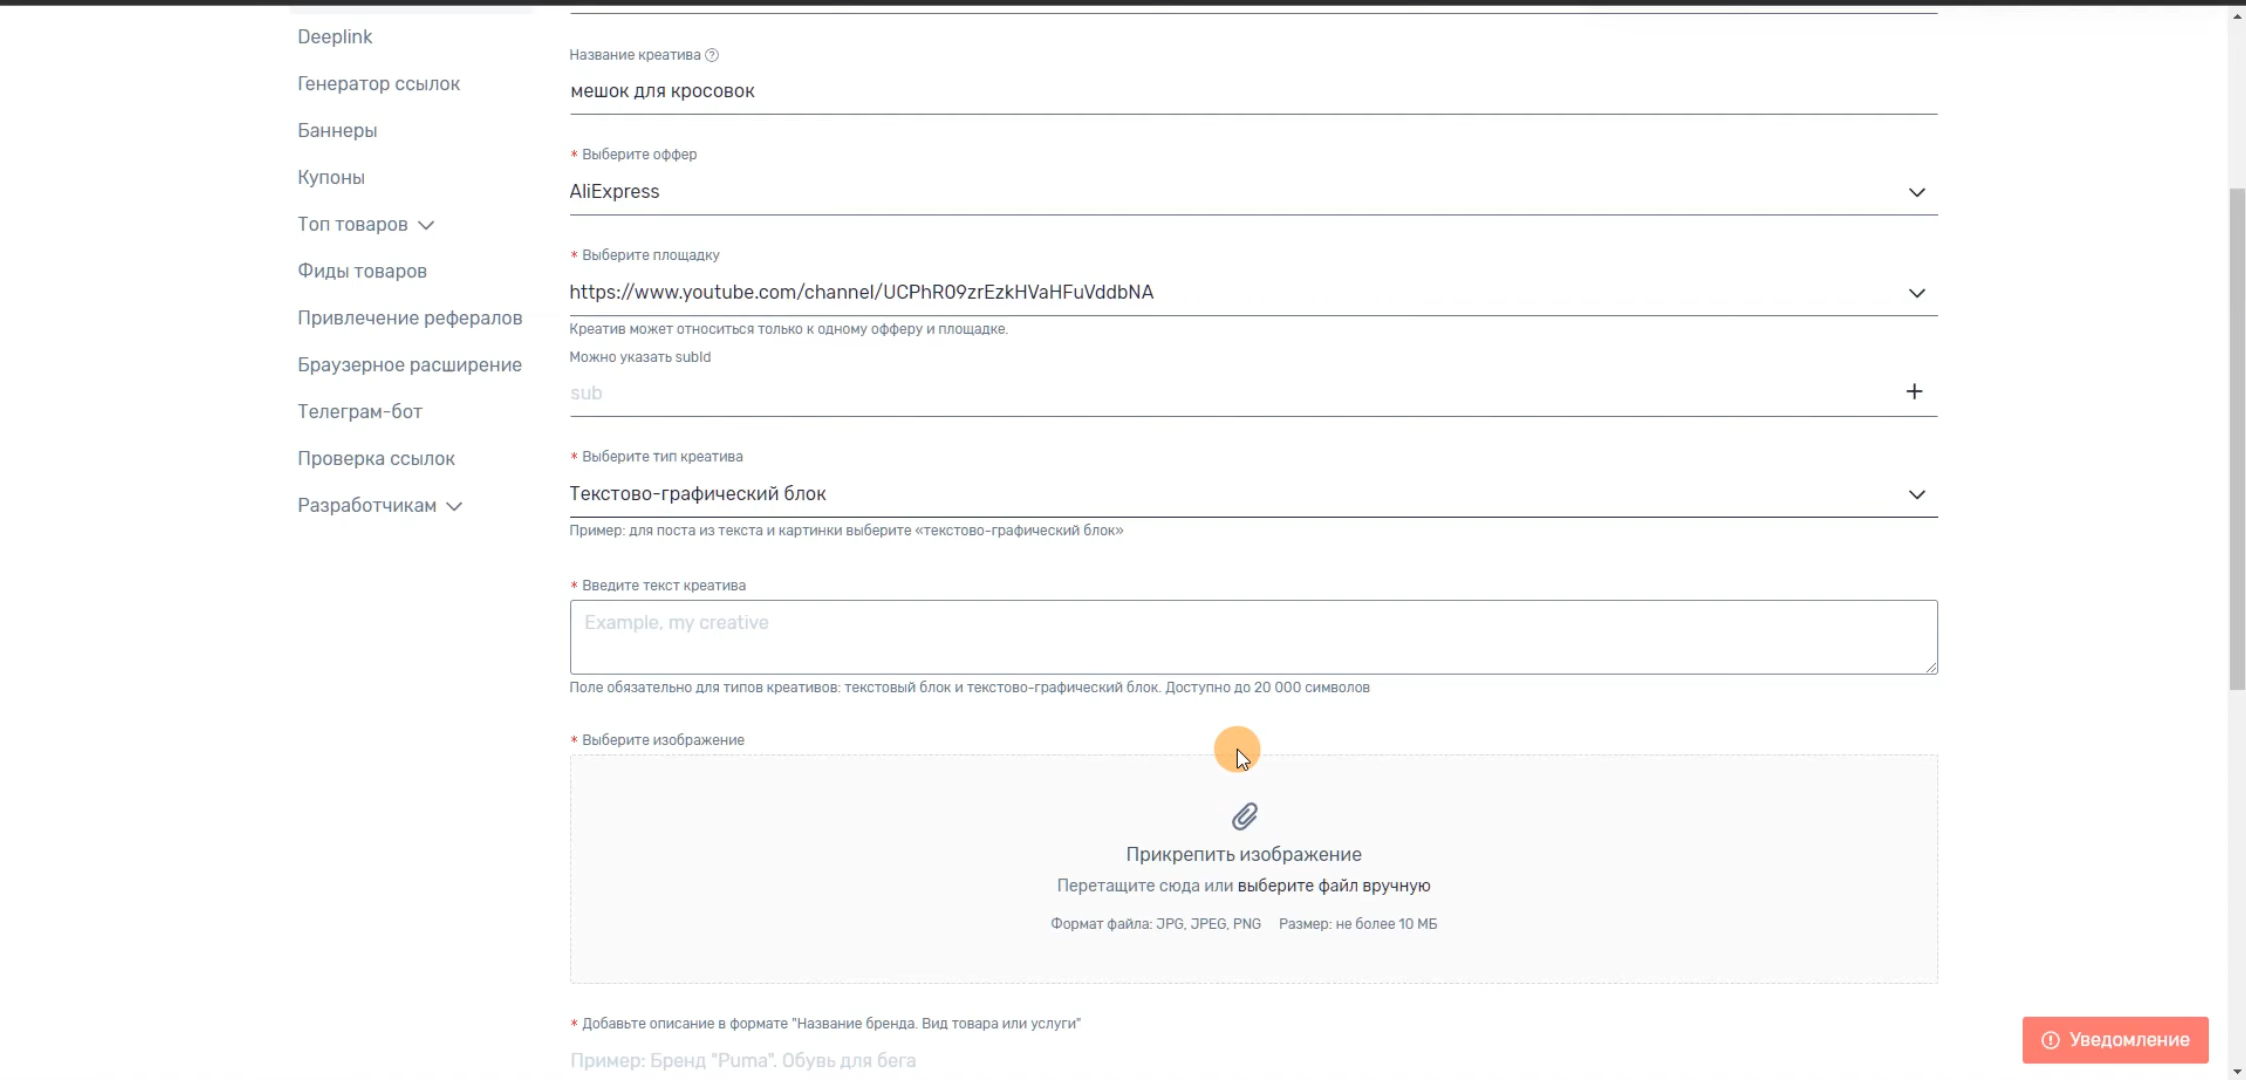 Deeplink
Генератор ссылок
Баннеры
Купоны
Топ товаров
Фиды товаров
Привлечение рефералов
Браузерное расширение
Телеграм-бот
Проверка ссылок
Разработчикам
Название креатива
мешок для кросовок
* Выберите оффер
AliExpress
* Выберите площадку
https://www.youtube.com/channel/UCPhR09zrEzkHVaHFuVddbNA
Креатив может относиться только к одному офферу и площадке.
Можно указать subId
sub
* Выберите тип креатива
Текстово-графический блок
Пример: для поста из текста и картинки выберите «текстово-графический блок»
* Введите текст креатива
Example, my creative
Поле обязательно для типов креативов: текстовый блок и текстово-графический блок. Доступно до 20 000 символов
* Выберите изображение
Прикрепить изображение
Перетащите сюда или выберите файл вручную
Формат файла: JPG, JPEG, PNG Размер: не более 10 МБ
* Добавьте описание в формате "Название бренда. Вид товара или услуги"
Пример: Бренд "Puma". Обувь для бега
Уведомление